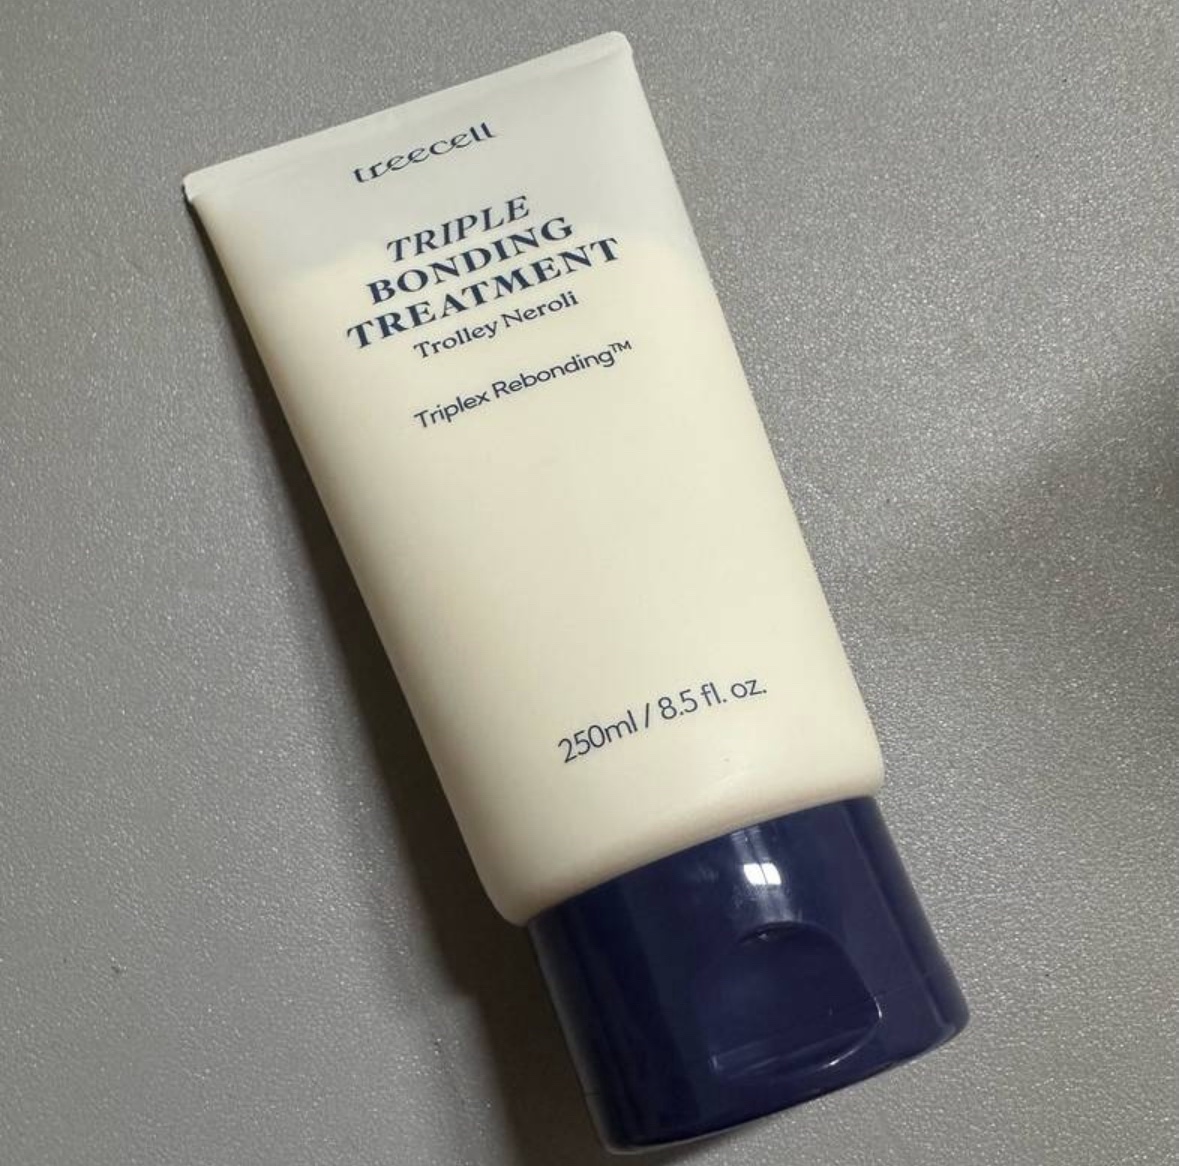 treecell
TRIPLE
BONDING
TREATMENT
Trolley Neroli
Triplex Rebonding™
250ml / 8.5 fl. oz.